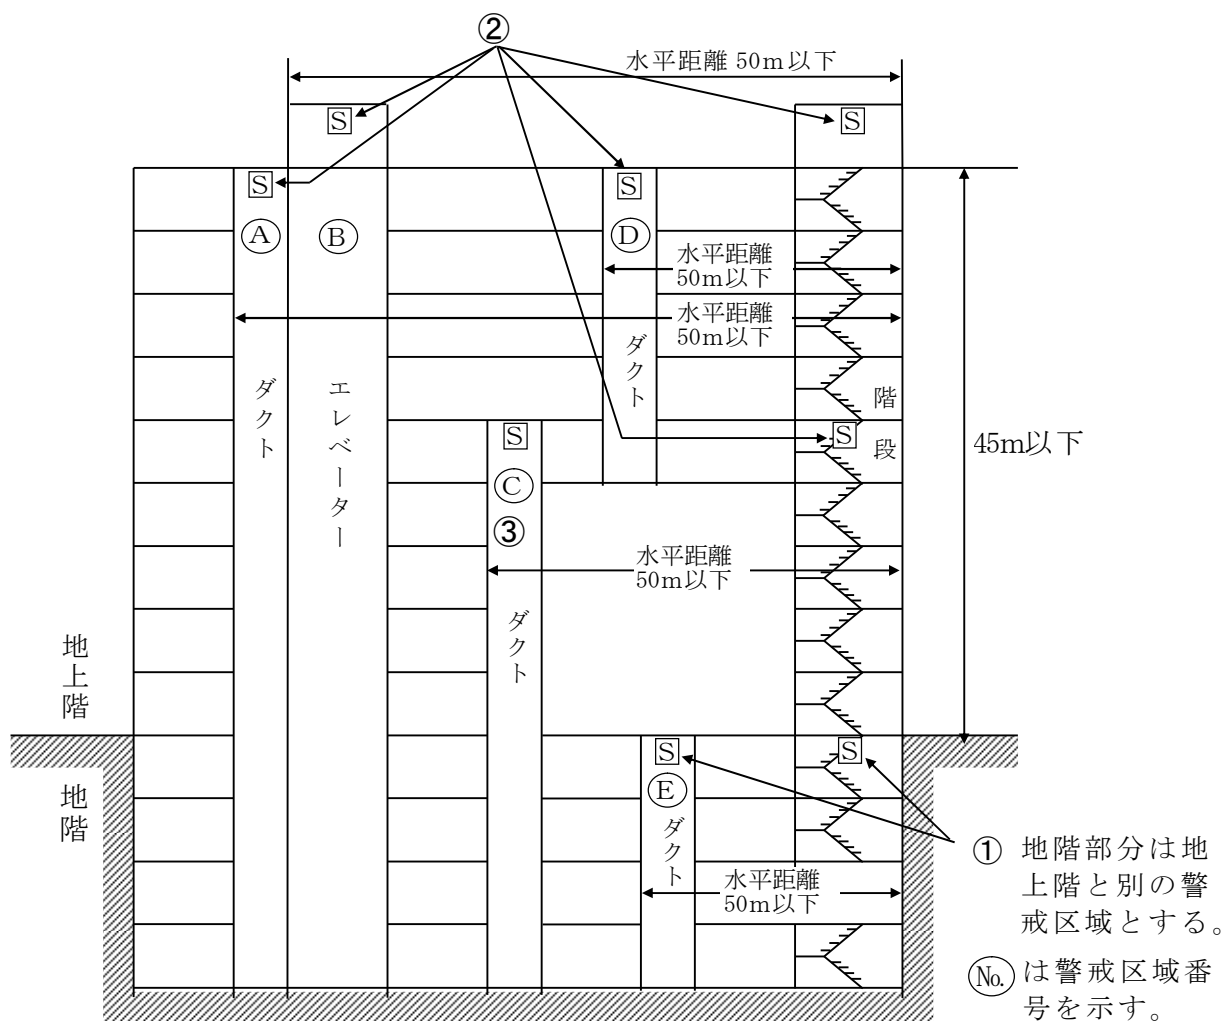 ②
水平距離 50m以下
S
S
S
S
Ⓐ
Ⓑ
Ⓓ
水平距離
50m以下
水平距離
50m以下
ダクト
ダクト
エレベーター
階段
S
S
45m以下
Ⓒ
③
水平距離
50m以下
ダクト
地上階
地階
S
S
Ⓔ
ダクト
水平距離
50m以下
① 地階部分は地
上階と別の警
戒区域とする。
№は警戒区域番
号を示す。